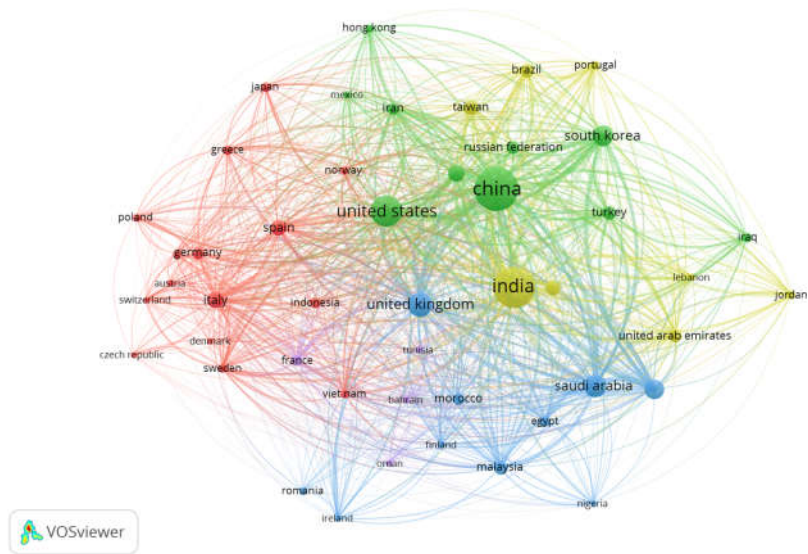 hong kong
brazil
portugal
japan
mexico
iran
taiwan
south korea
greece
russian federation
norway
china
poland
united states
turkey
spain
iraq
germany
lebanon
austria
india
jordan
switzerland
italy
indonesia
united kingdom
united arab emirates
denmark
czech republic
tunisia
france
sweden
saudi arabia
vietnam
bahrain
morocco
egypt
finland
oman
malaysia
romania
nigeria
ireland
VOSviewer